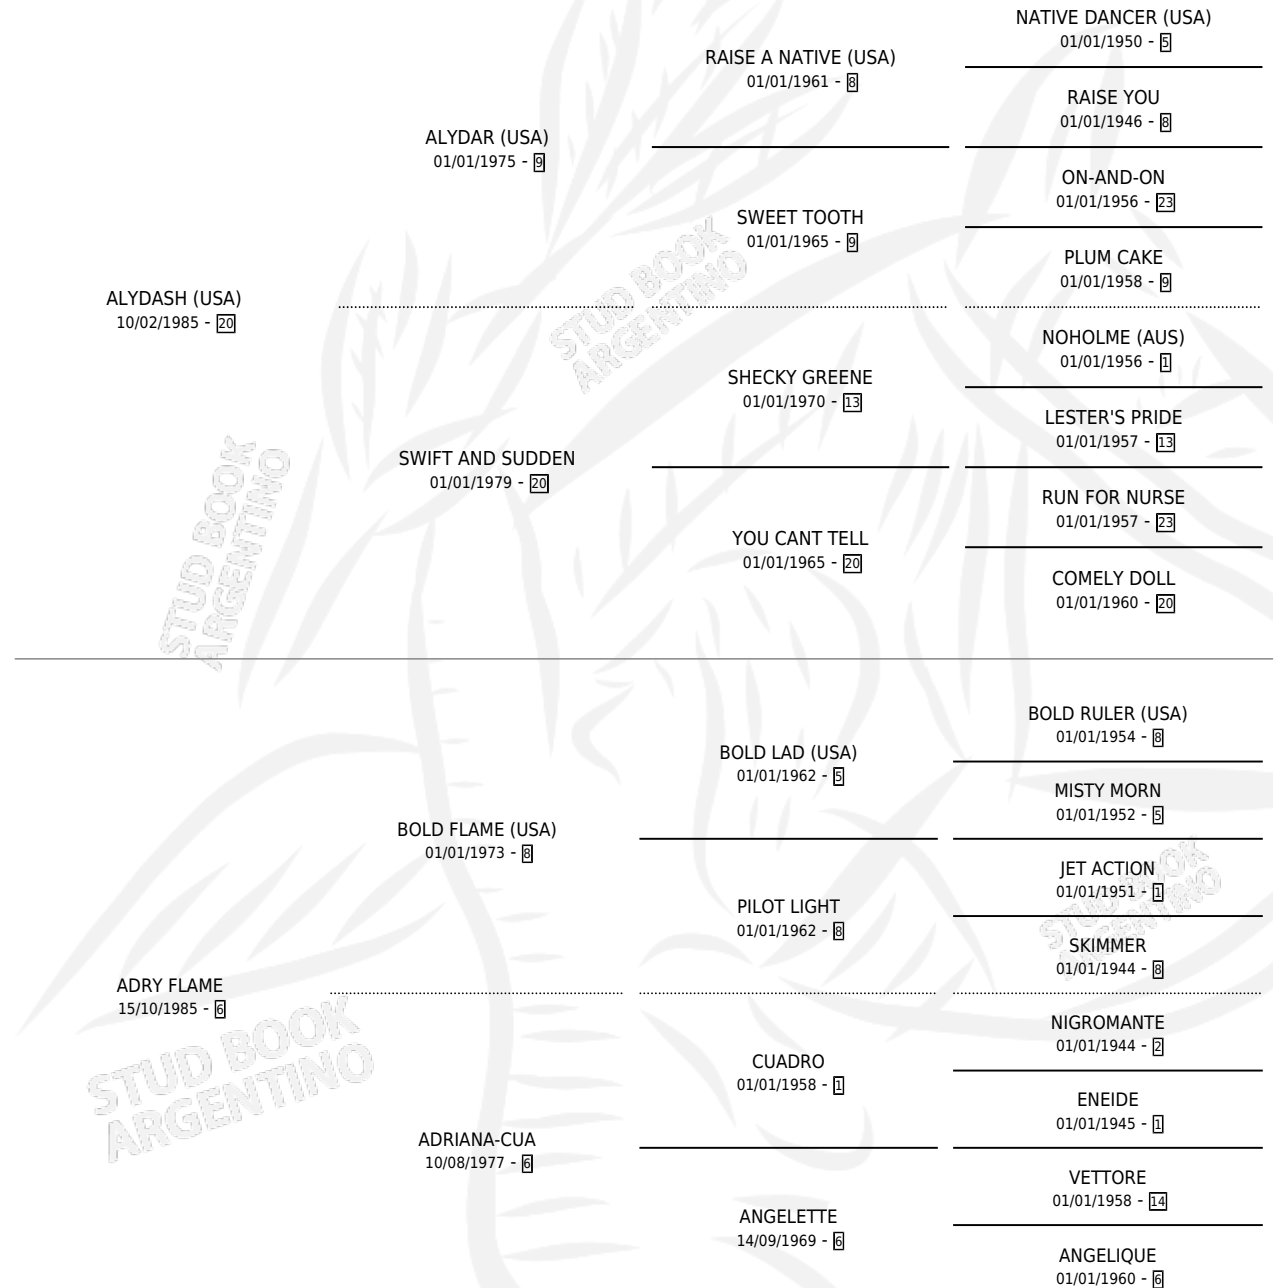 NATIVE DANCER (USA)
01/01/1950 - 5
RAISE A NATIVE (USA)
01/01/1961 - 8
RAISE YOU
01/01/1946 - 8
ALYDAR (USA)
01/01/1975 - 9
ON-AND-ON
01/01/1956 - 23
SWEET TOOTH
01/01/1965 - 9
PLUM CAKE
01/01/1958 - 9
ALYDASH (USA)
10/02/1985 - 20
NOHOLME (AUS)
01/01/1956 - 1
SHECKY GREENE
01/01/1970 - 13
LESTER'S PRIDE
01/01/1957 - 13
SWIFT AND SUDDEN
01/01/1979 - 20
RUN FOR NURSE
01/01/1957 - 23
YOU CANT TELL
01/01/1965 - 20
COMELY DOLL
01/01/1960 - 20
STUD BOOK
ARGENTINO
STUD BOOK
ARGENTINO
BOLD RULER (USA)
01/01/1954 - 8
BOLD LAD (USA)
01/01/1962 - 5
MISTY MORN
01/01/1952 - 5
BOLD FLAME (USA)
01/01/1973 - 8
JET ACTION
01/01/1951 - 1
PILOT LIGHT
01/01/1962 - 8
SKIMMER
01/01/1944 - 8
ADRY FLAME
15/10/1985 - 6
NIGROMANTE
01/01/1944 - 2
CUADRO
01/01/1958 - 1
ENEIDE
01/01/1945 - 1
ADRIANA-CUA
10/08/1977 - 6
VETTORE
01/01/1958 - 14
ANGELETTE
14/09/1969 - 6
ANGELIQUE
01/01/1960 - 6
STUD BOOK
ARGENTINO
STUD BOOK
ARGENTINO